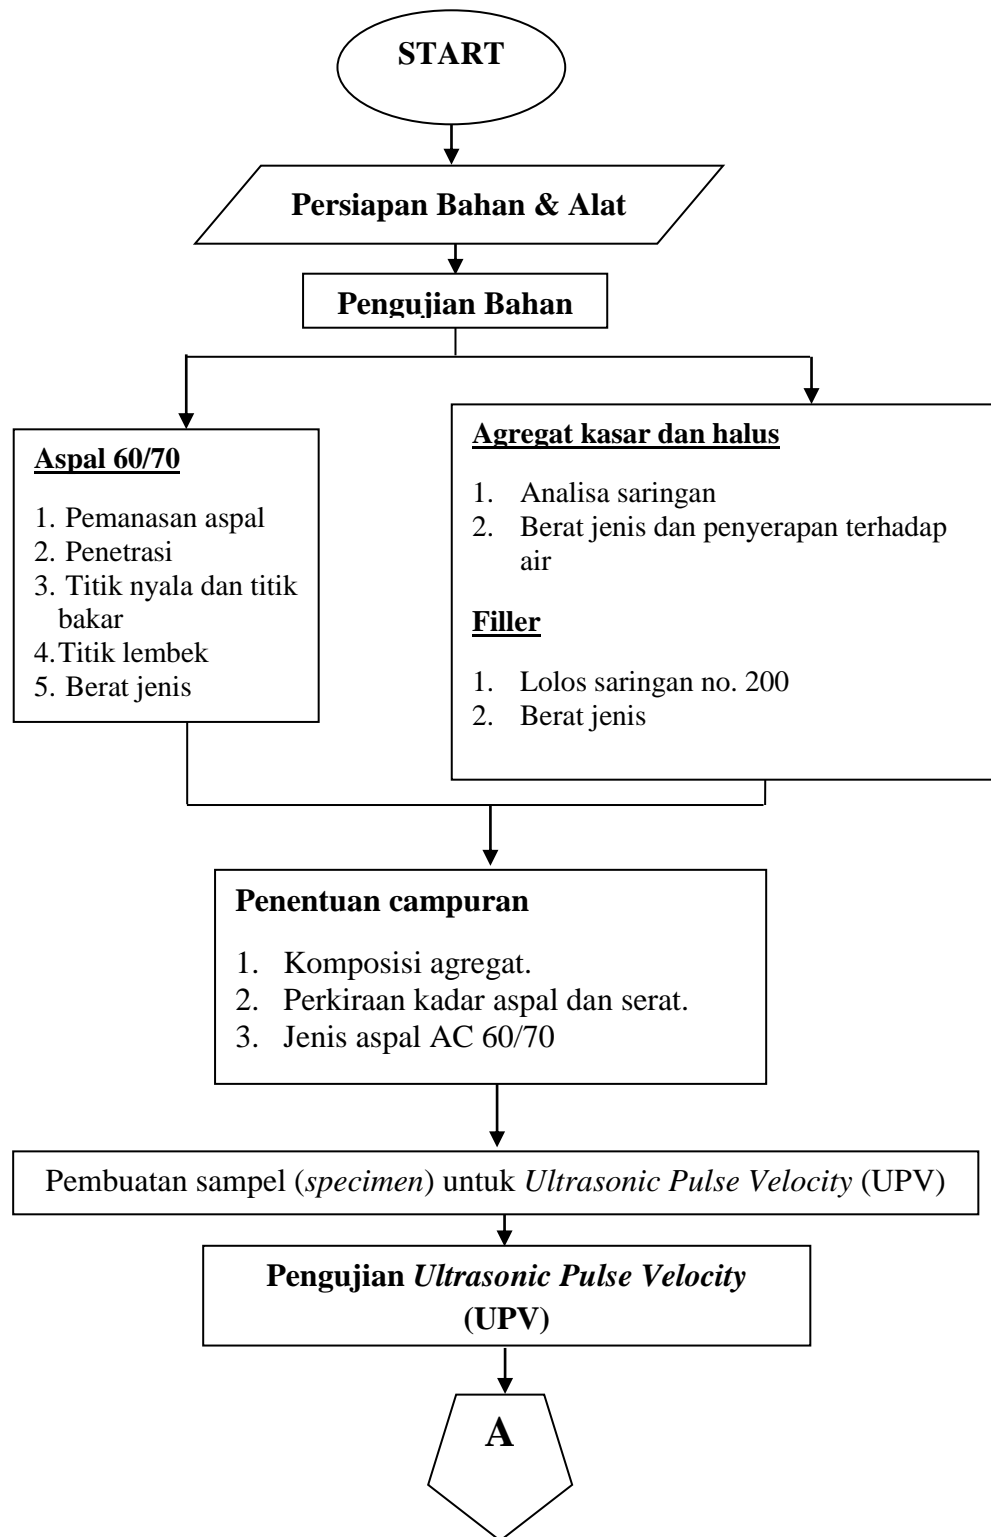 START
Persiapan Bahan & Alat
Pengujian Bahan
Aspal 60/70
1. Pemanasan aspal
2. Penetrasi
3. Titik nyala dan titik
bakar
4.Titik lembek
5. Berat jenis
Agregat kasar dan halus
1. Analisa saringan
2. Berat jenis dan penyerapan terhadap
air
Filler
1. Lolos saringan no. 200
2. Berat jenis
Penentuan campuran
1. Komposisi agregat.
2. Perkiraan kadar aspal dan serat.
3. Jenis aspal AC 60/70
Pembuatan sampel (specimen) untuk Ultrasonic Pulse Velocity (UPV)
Pengujian Ultrasonic Pulse Velocity
(UPV)
A